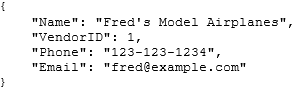 {
    "Name": "Fred's Model Airplanes",
    "VendorID": 1,
    "Phone": "123-123-1234",
    "Email": "fred@example.com"
}